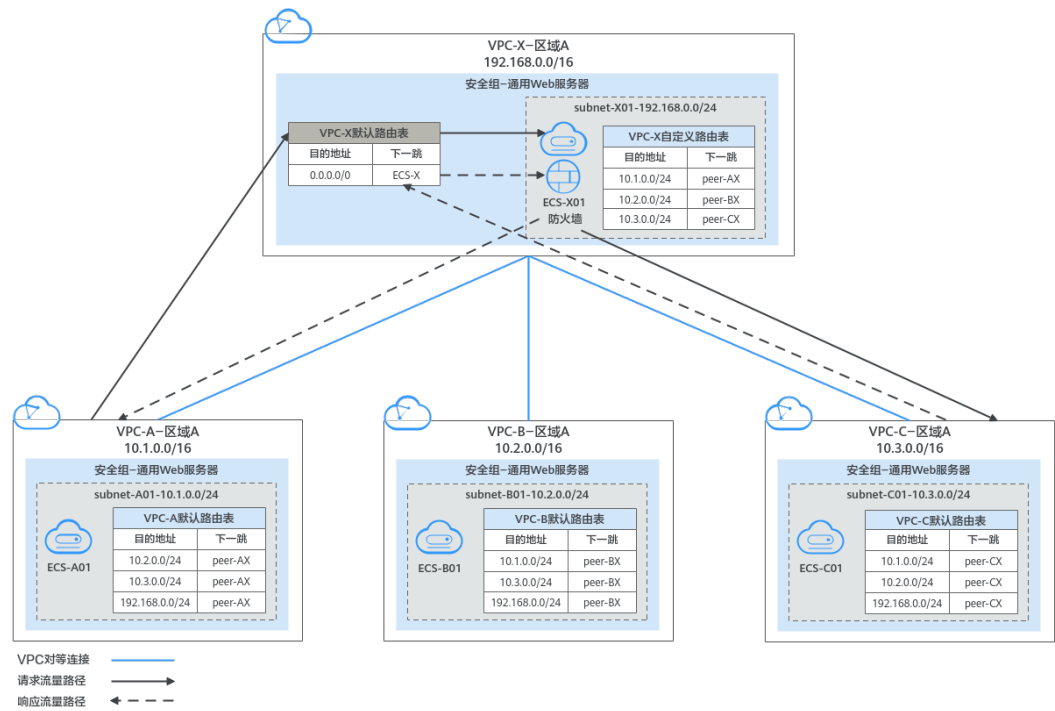 VPC-X-区域A
192.168.0.0/16
安全组-通用Web服务器
subnet-X01-192.168.0.0/24
VPC-X默认路由表
目的地址 下一跳
0.0.0.0/0 ECS-X
ECS-X01
防火墙
VPC-X自定义路由表
目的地址 下一跳
10.1.0.0/24 peer-AX
10.2.0.0/24 peer-BX
10.3.0.0/24 peer-CX
VPC-A-区域A
10.1.0.0/16
安全组-通用Web服务器
subnet-A01-10.1.0.0/24
ECS-A01
VPC-A默认路由表
目的地址 下一跳
10.2.0.0/24 peer-AX
10.3.0.0/24 peer-AX
192.168.0.0/24 peer-AX
VPC-B-区域A
10.2.0.0/16
安全组-通用Web服务器
subnet-B01-10.2.0.0/24
ECS-B01
VPC-B默认路由表
目的地址 下一跳
10.1.0.0/24 peer-BX
10.3.0.0/24 peer-BX
192.168.0.0/24 peer-BX
VPC-C-区域A
10.3.0.0/16
安全组-通用Web服务器
subnet-C01-10.3.0.0/24
ECS-C01
VPC-C默认路由表
目的地址 下一跳
10.1.0.0/24 peer-CX
10.2.0.0/24 peer-CX
192.168.0.0/24 peer-CX
VPC对等连接
请求流量路径
响应流量路径